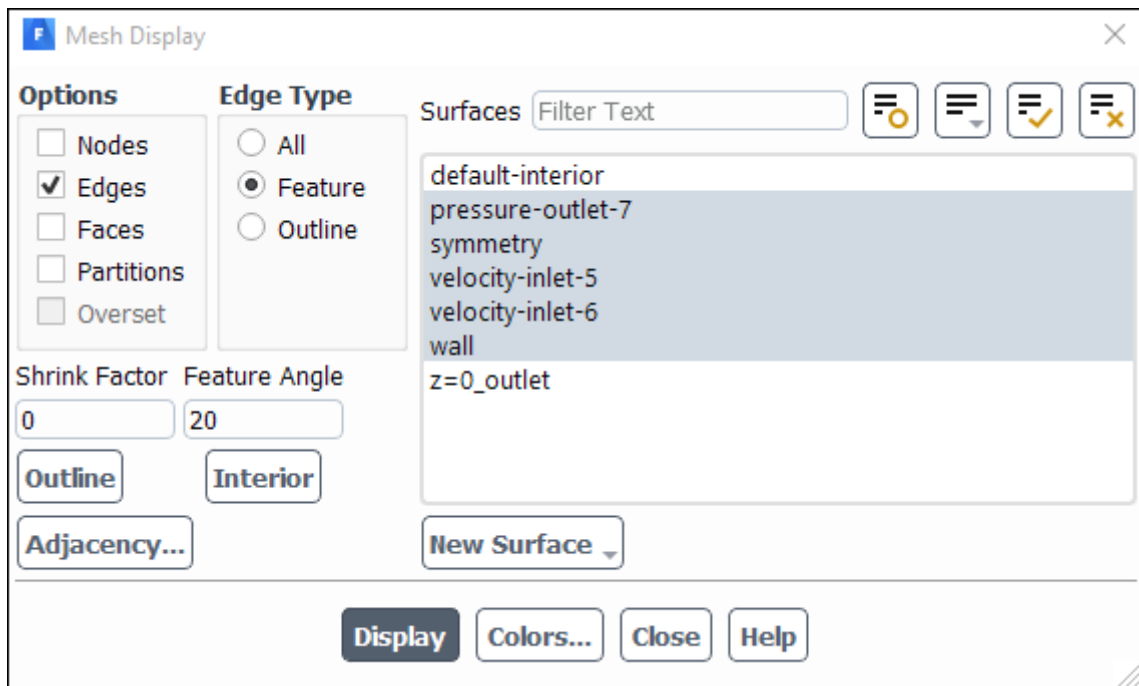 F Mesh Display
Options
Nodes
Edges
Faces
Partitions
Overset
Edge Type
All
Feature
Outline
Shrink Factor Feature Angle
0 20
Outline Interior
Adjacency...
Surfaces Filter Text
default-interior
pressure-outlet-7
symmetry
velocity-inlet-5
velocity-inlet-6
wall
z=0_outlet
New Surface
Display Colors... Close Help